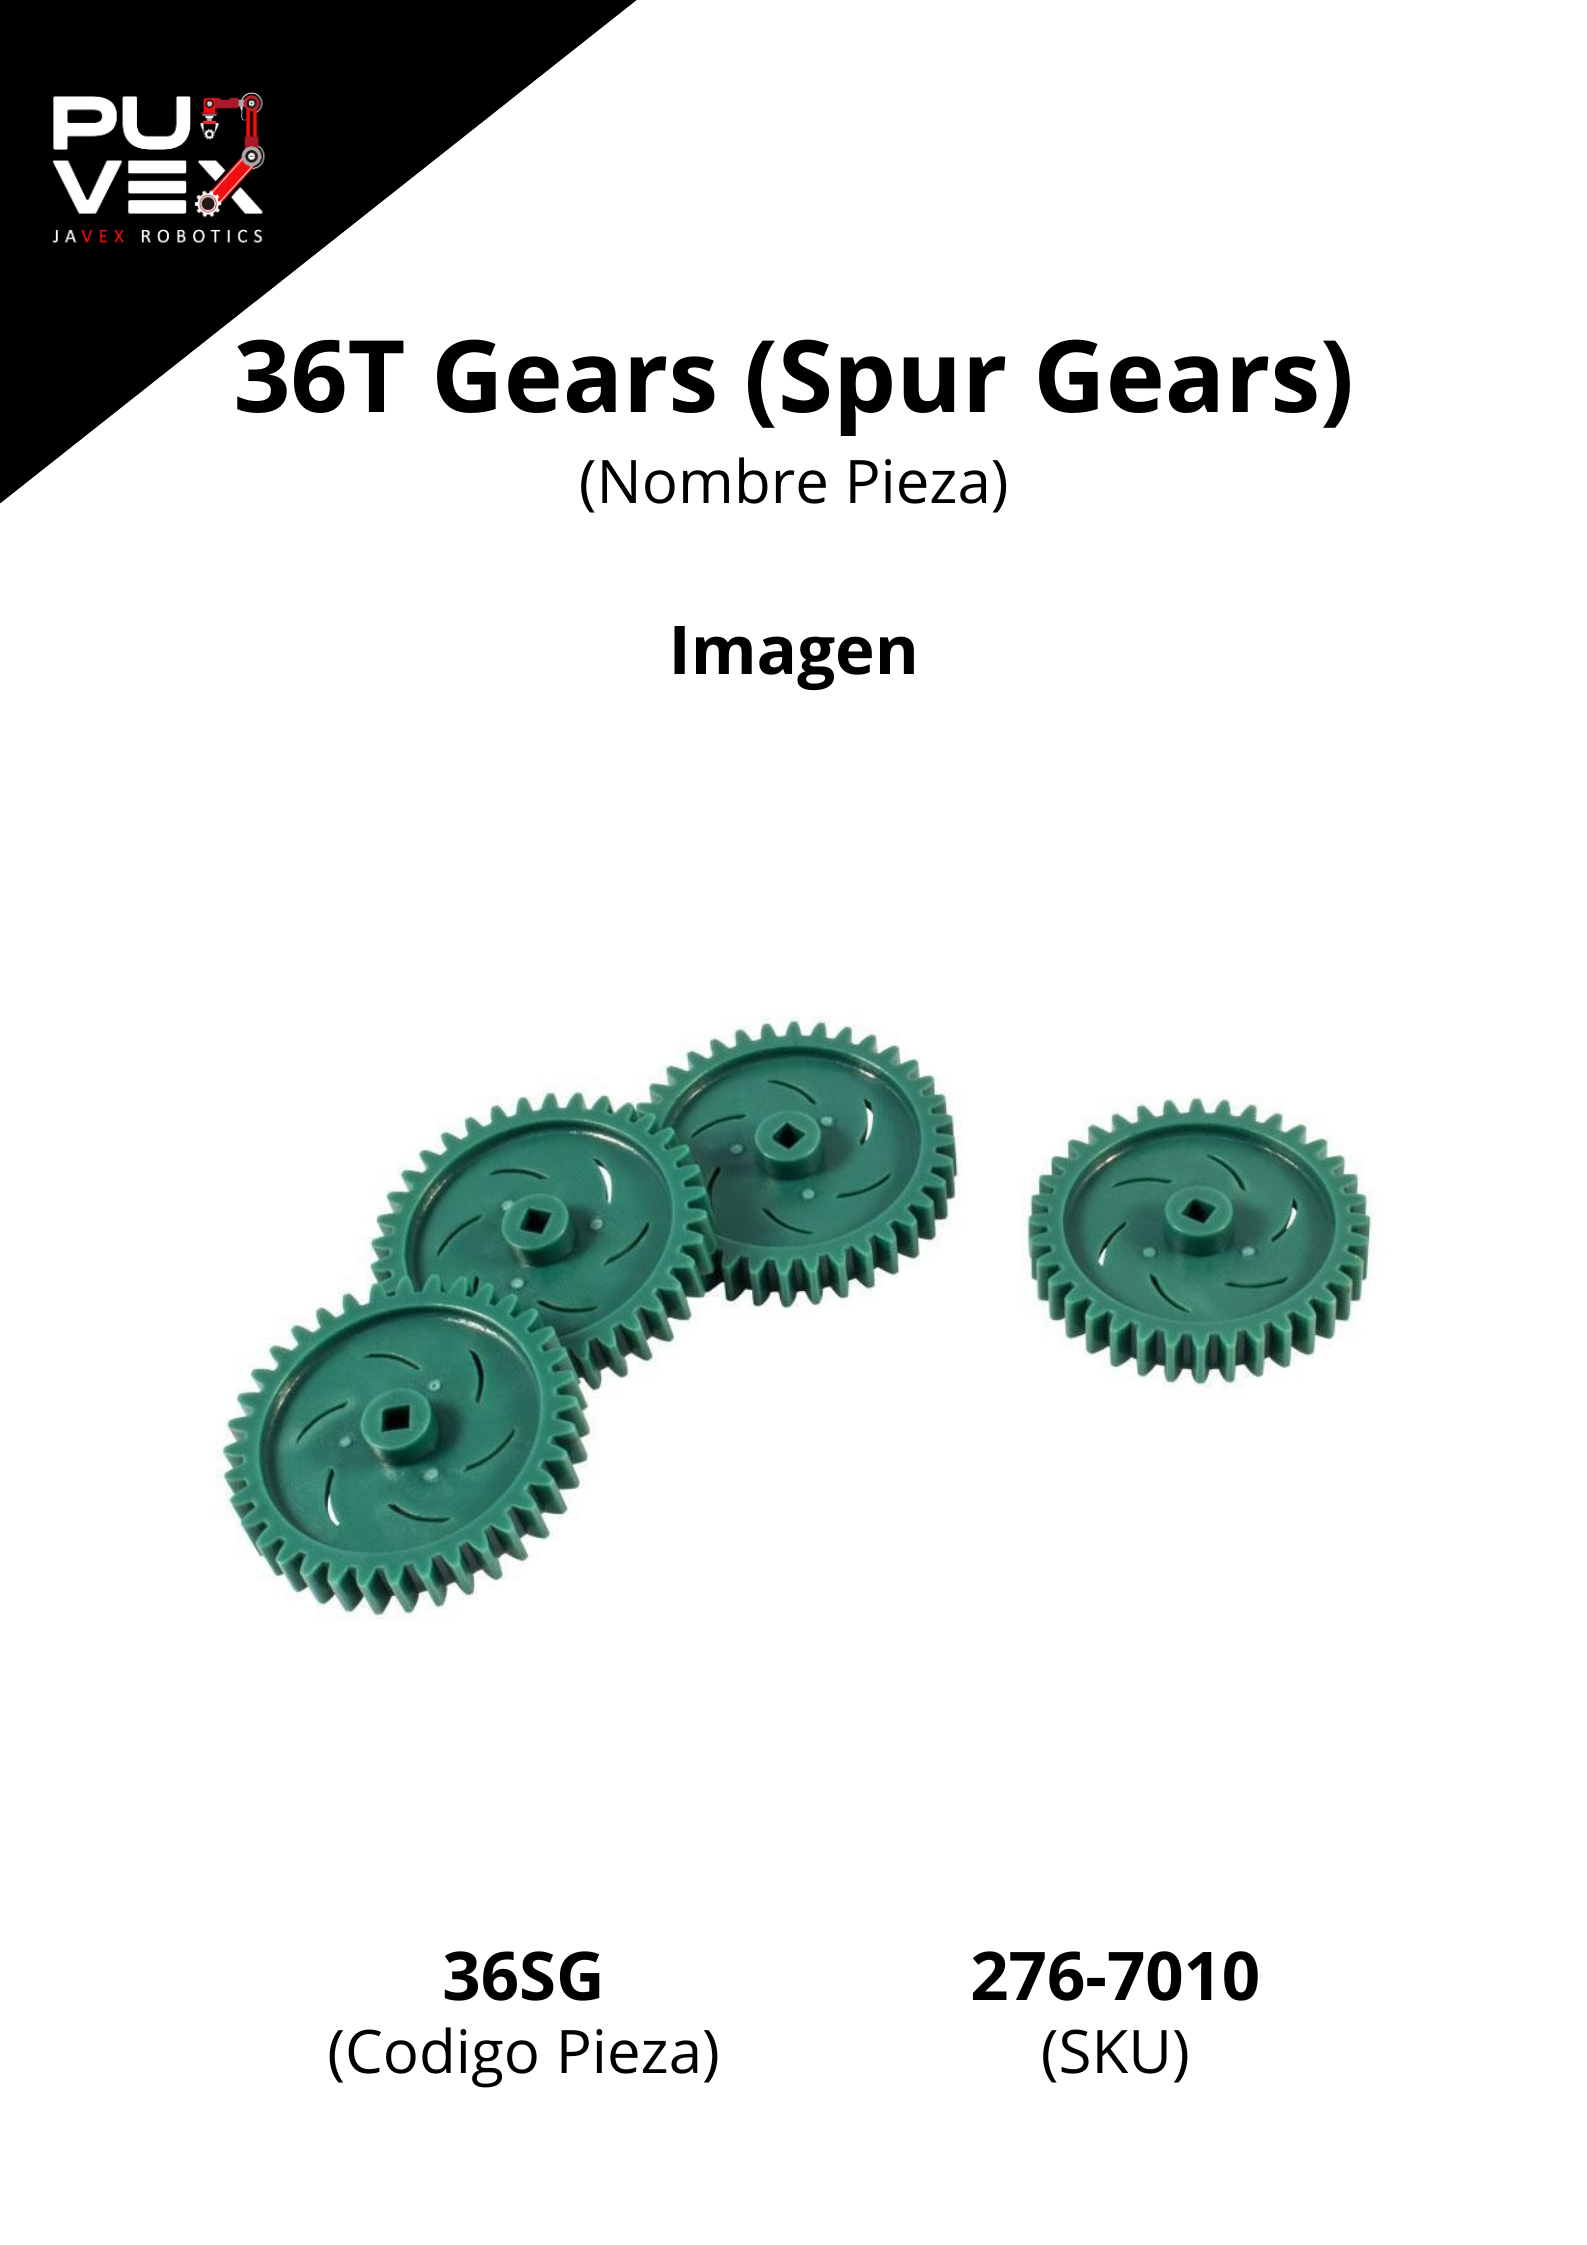 PU
VEX
JAVEX ROBOTICS
36T Gears (Spur Gears)
(Nombre Pieza)
Imagen
36SG
(Codigo Pieza)
276-7010
(SKU)